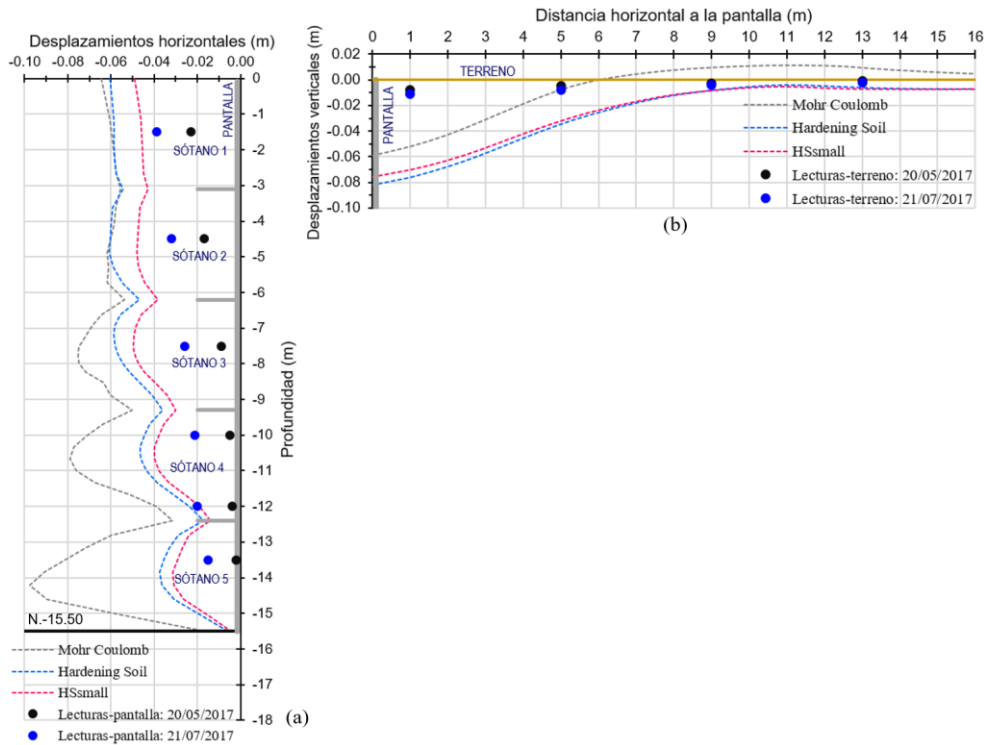 Desplazamientos horizontales (m)
-0.10 -0.08 -0.06 -0.04 -0.02 0.00
0
-1
-2
-3
-4
-5
-6
-7
-8
-9
-10
-11
-12
-13
-14
-15
-16
-17
-18
Profundidad (m)
PANTALLA
SÓTANO 1
SÓTANO 2
SÓTANO 3
SÓTANO 4
SÓTANO 5
N.-15.50
Mohr Coulomb
Hardening Soil
HSsmall
Lecturas-pantalla: 20/05/2017
Lecturas-pantalla: 21/07/2017
(a)
Distancia horizontal a la pantalla (m)
0 1 2 3 4 5 6 7 8 9 10 11 12 13 14 15 16
Desplazamientos verticales (m)
0.02
0.00
-0.02
-0.04
-0.06
-0.08
-0.10
TERRENO
PANTALLA
Mohr Coulomb
Hardening Soil
HSsmall
Lecturas-terreno: 20/05/2017
Lecturas-terreno: 21/07/2017
(b)